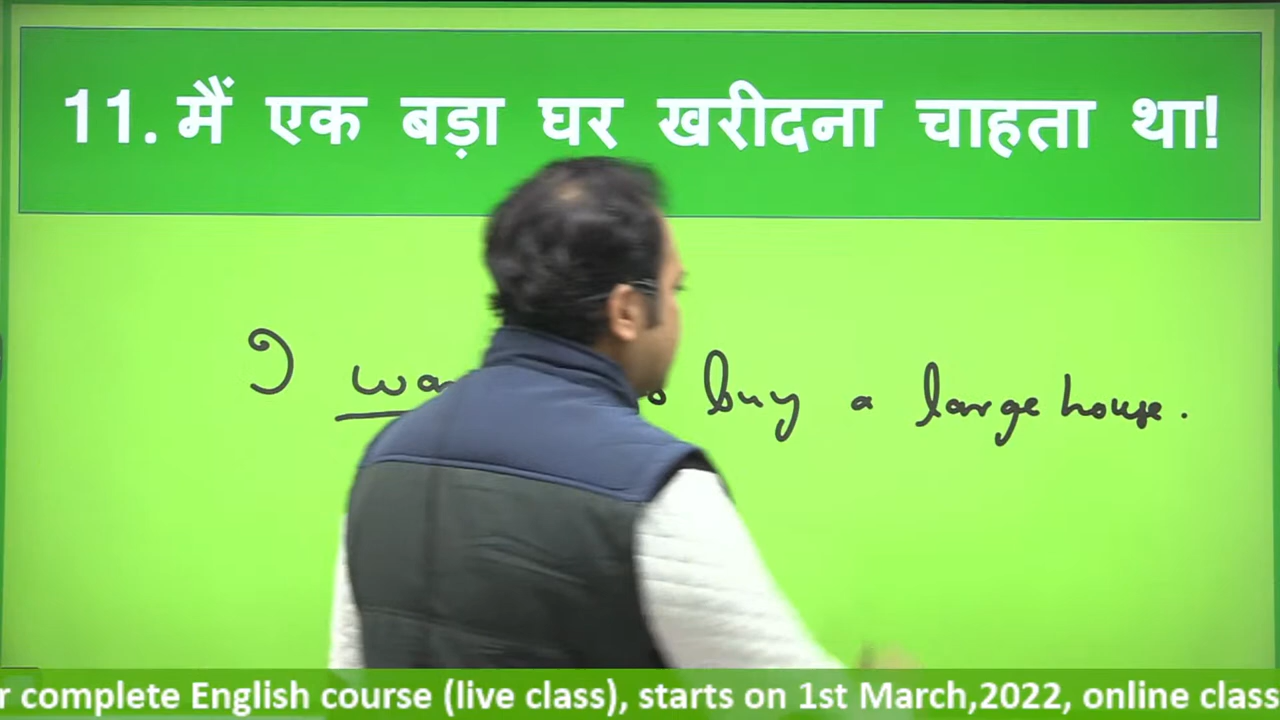 11. मैं एक बड़ा घर खरीदना चाहता था!
I buy a large house.
r complete English course (live class), starts on 1st March,2022, online class